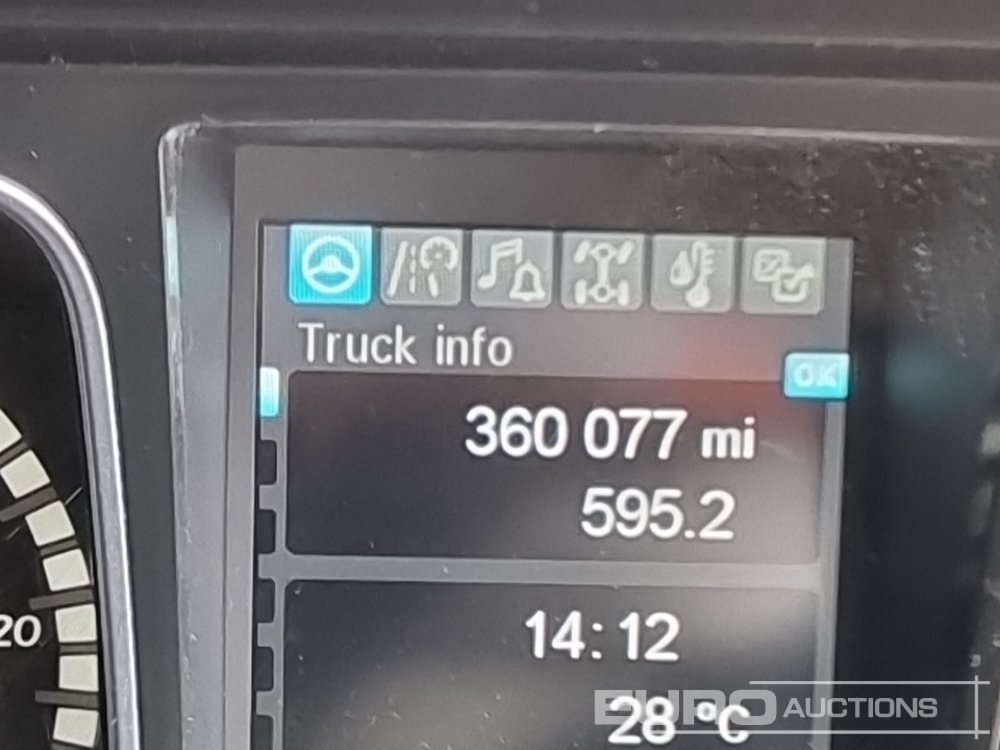 Truck info
OK
360 077 mi
595.2
14:12
20
28 °C
EURO AUCTIONS